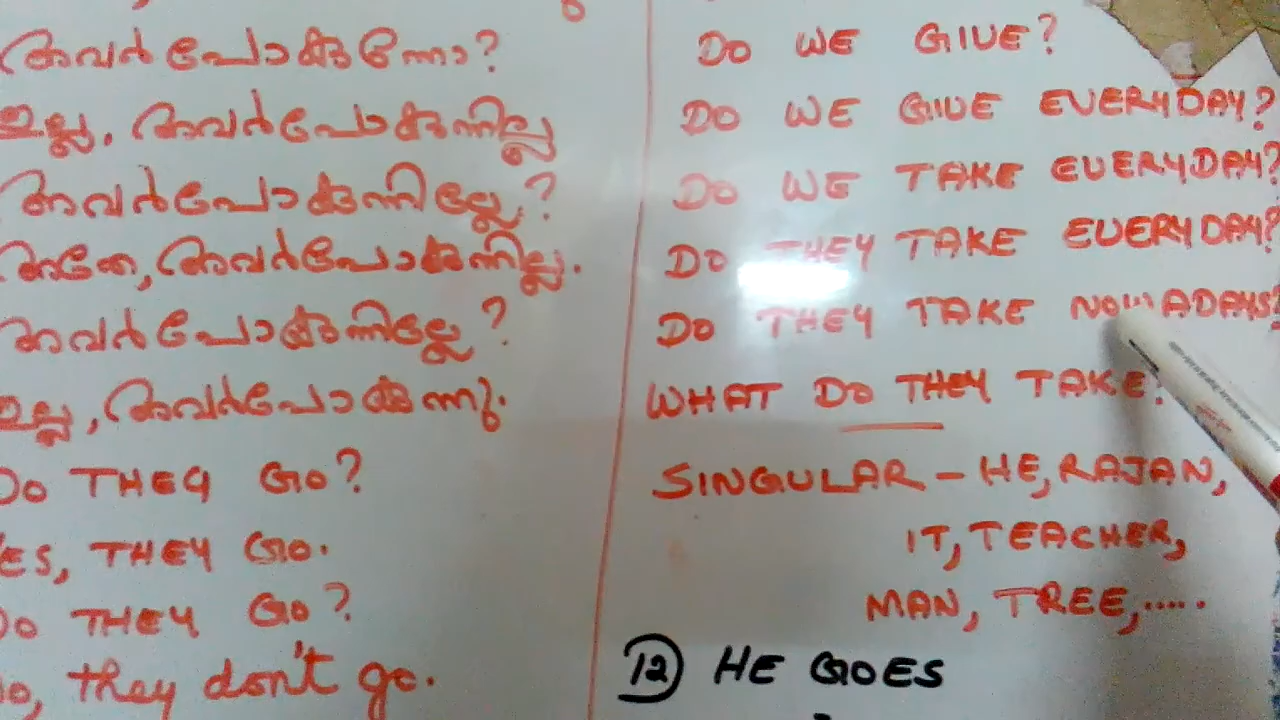 അവർ പോകുന്നോ?
ഇല്ല, അവർ പോകുന്നില്ല
അവർ പോകുന്നില്ലേ?
അതേ, അവർ പോകുന്നില്ല.
അവർ പോകുന്നില്ലേ?
ഇല്ല, അവർ പോകുന്നു.
DO THEY GO?
ES, THEY GO.
DO THEY GO?
NO, they don't go.
DO WE GIVE?
DO WE GIVE EVERYDAY?
DO WE TAKE EVERYDAY?
DO THEY TAKE EVERYDAY?
DO THEY TAKE NOWADAYS?
WHAT DO THEY TAKE?
SINGULAR – HE, RAJAN,
IT, TEACHER,
MAN, TREE, .....
12 HE GOES